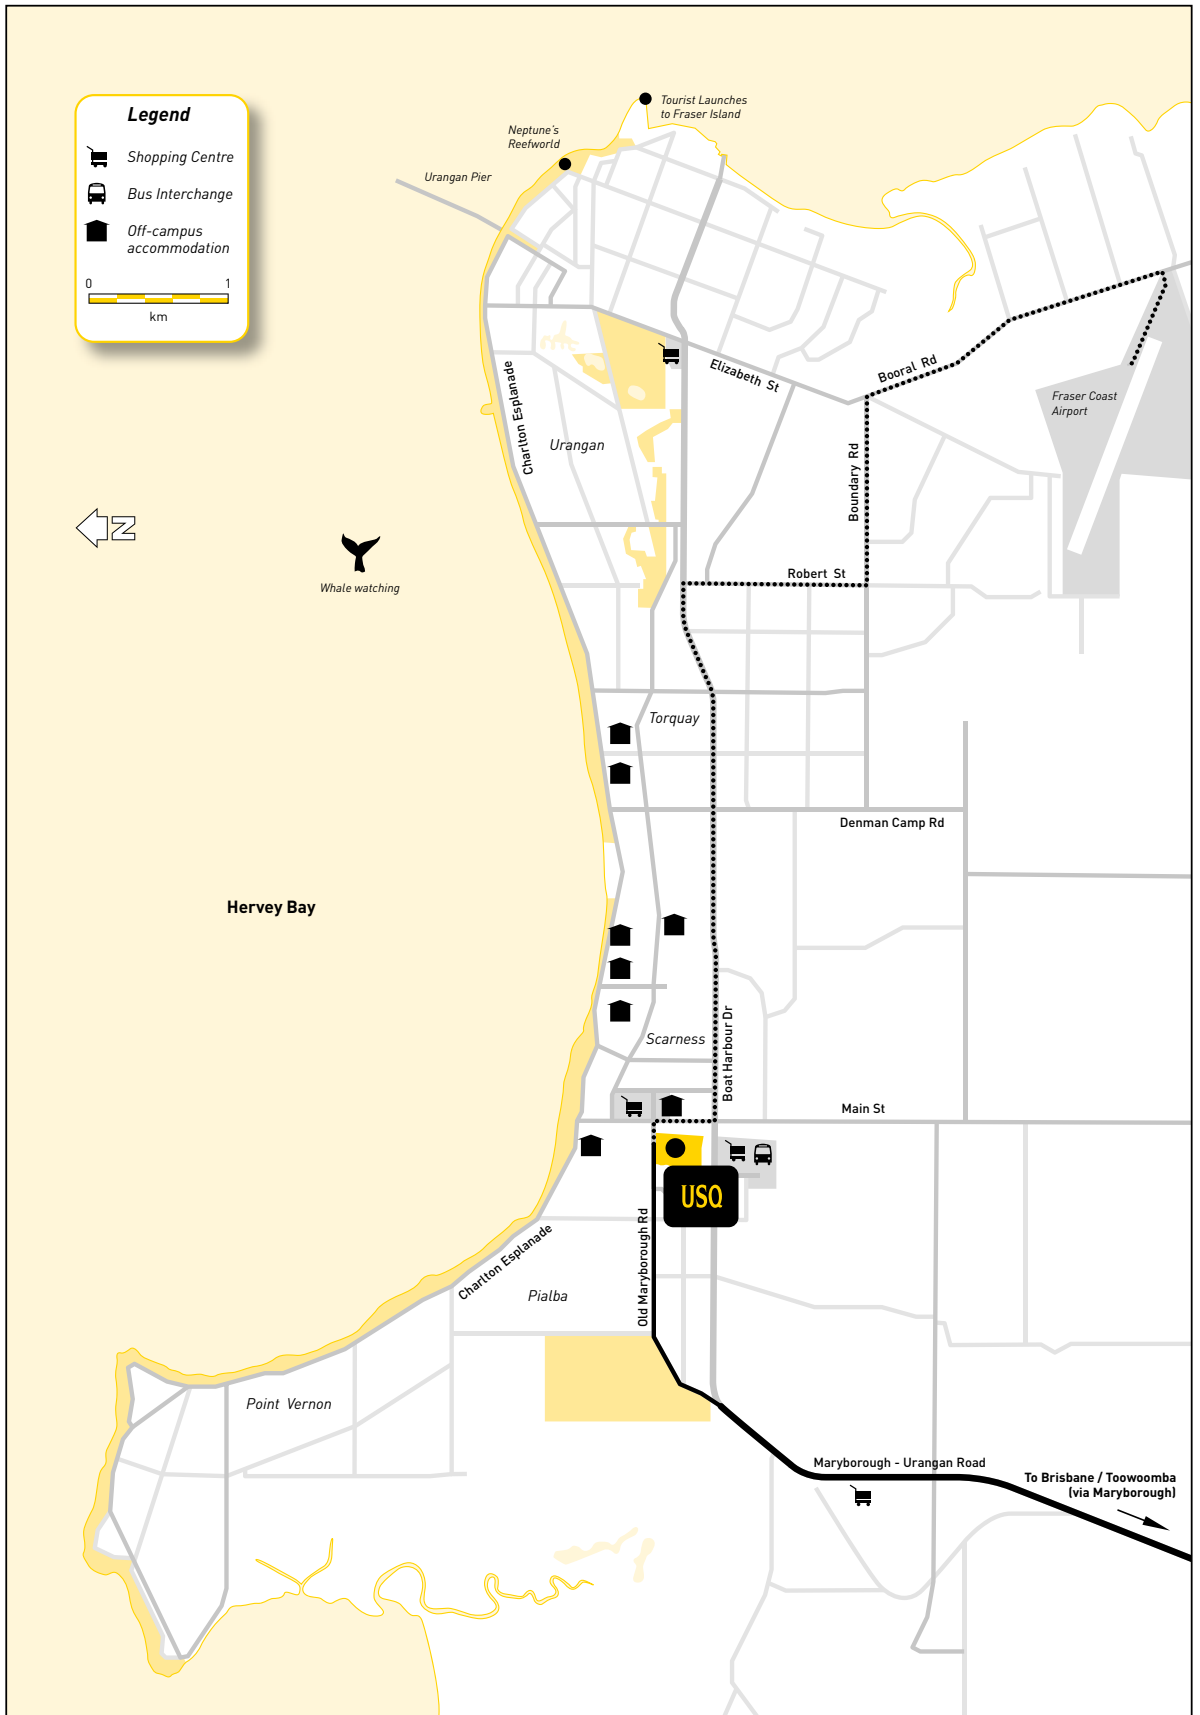 Legend
Shopping Centre
Bus Interchange
Off-campus
accommodation
0 1
km
Tourist Launches
to Fraser Island
Neptune's
Reefworld
Urangan Pier
Elizabeth St
Booral Rd
Fraser Coast
Airport
Charlton Esplanade
Urangan
Boundary Rd
N
Whale watching
Robert St
Torquay
Denman Camp Rd
Hervey Bay
Scarness
Boat Harbour Dr
Main St
USQ
Old Maryborough Rd
Charlton Esplanade
Pialba
Point Vernon
Maryborough - Urangan Road
To Brisbane / Toowoomba
(via Maryborough)